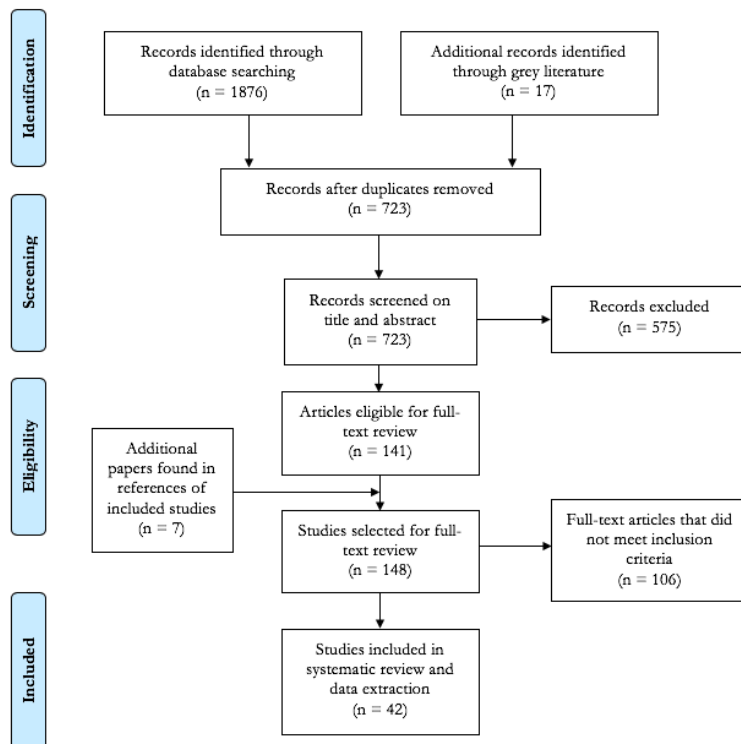 Identification
Records identified through
database searching
(n = 1876)
Additional records identified
through grey literature
(n = 17)
Records after duplicates removed
(n = 723)
Screening
Records screened on
title and abstract
(n = 723)
Records excluded
(n = 575)
Eligibility
Articles eligible for full-
text review
(n = 141)
Additional
papers found in
references of
included studies
(n = 7)
Studies selected for full-
text review
(n = 148)
Full-text articles that did
not meet inclusion
criteria
(n = 106)
Included
Studies included in
systematic review and
data extraction
(n = 42)